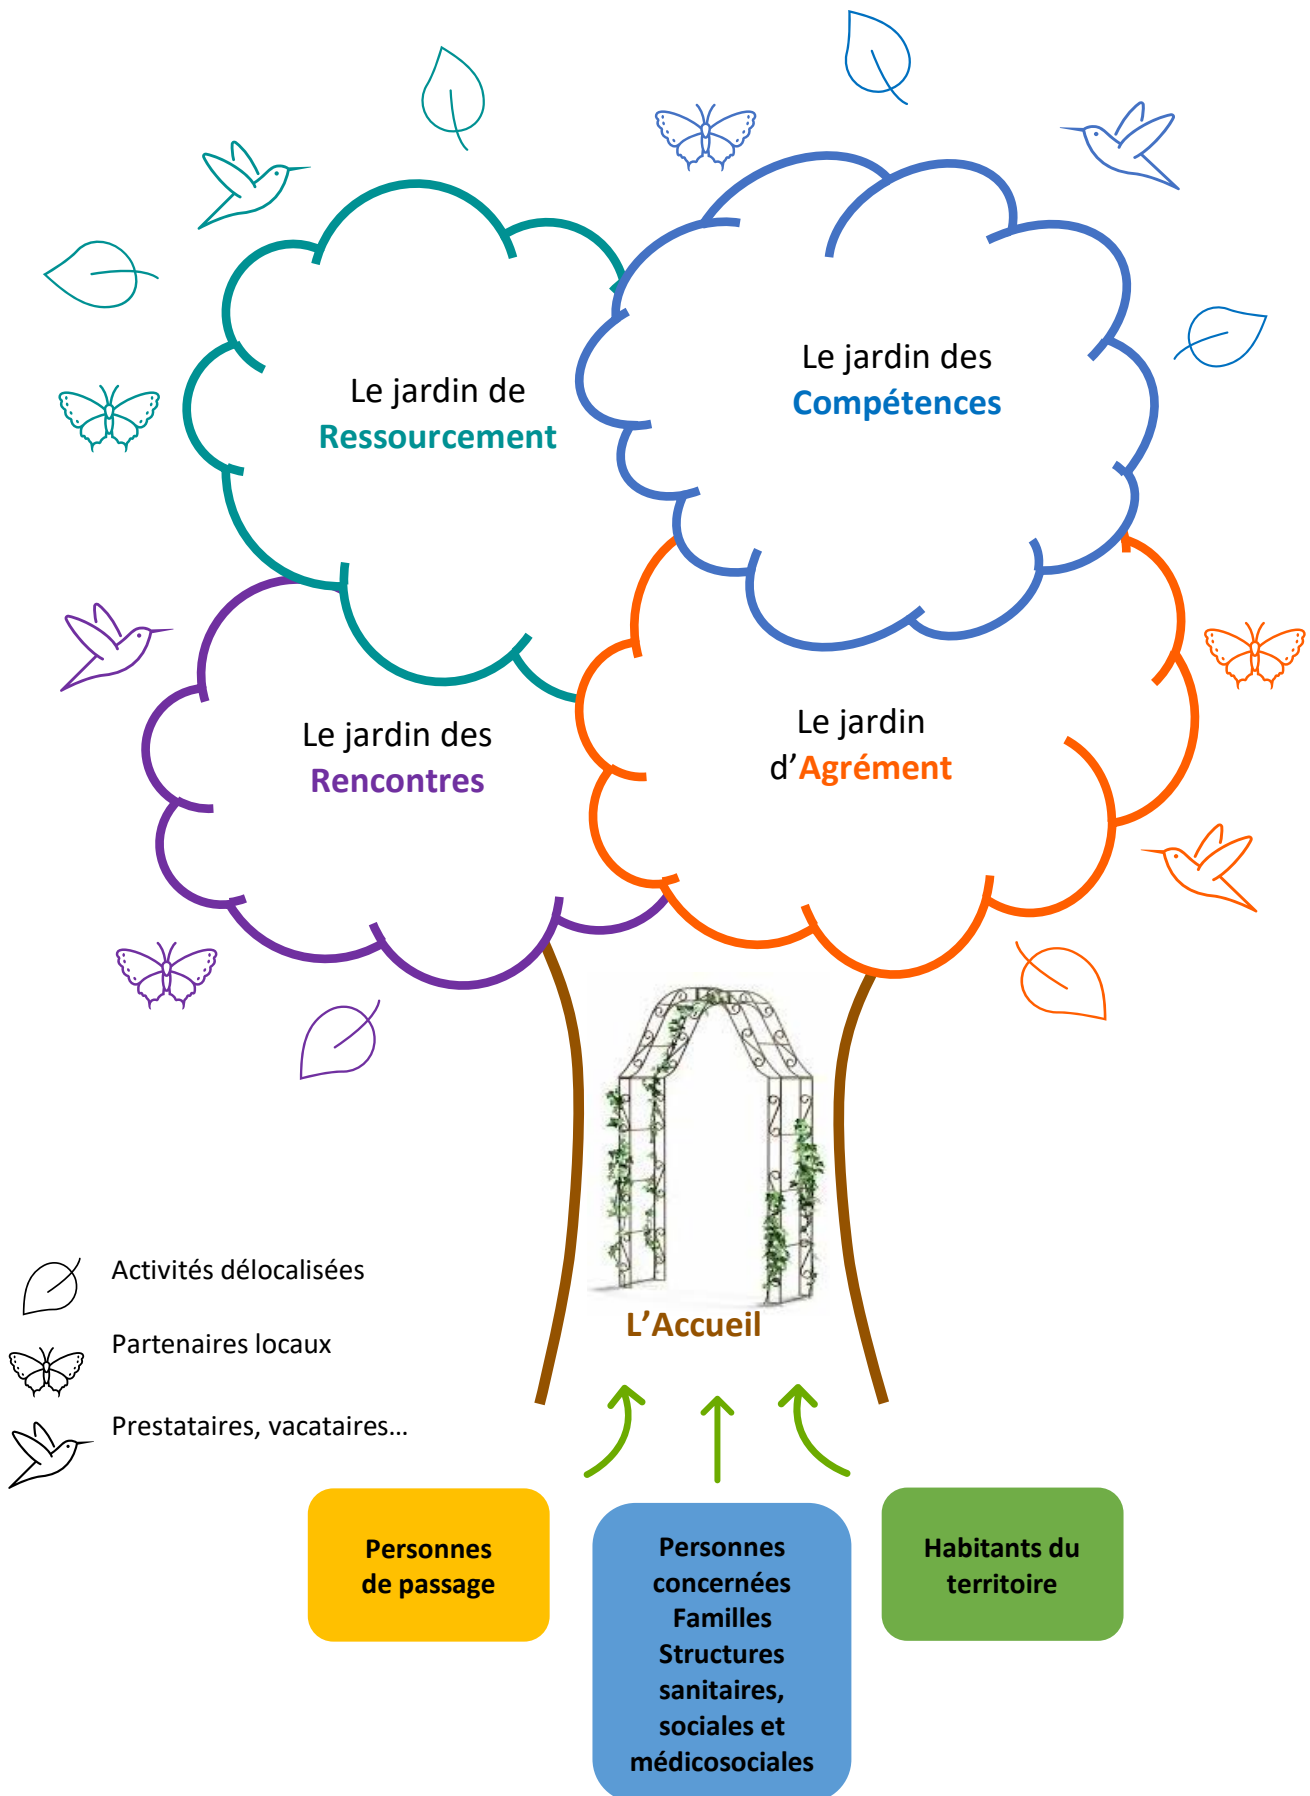 Le jardin de
Ressourcement
Le jardin des
Compétences
Le jardin des
Rencontres
Le jardin
d’Agrément
L’Accueil
Activités délocalisées
Partenaires locaux
Prestataires, vacataires…
Personnes
de passage
Personnes
concernées
Familles
Structures
sanitaires,
sociales et
médicosociales
Habitants du
territoire